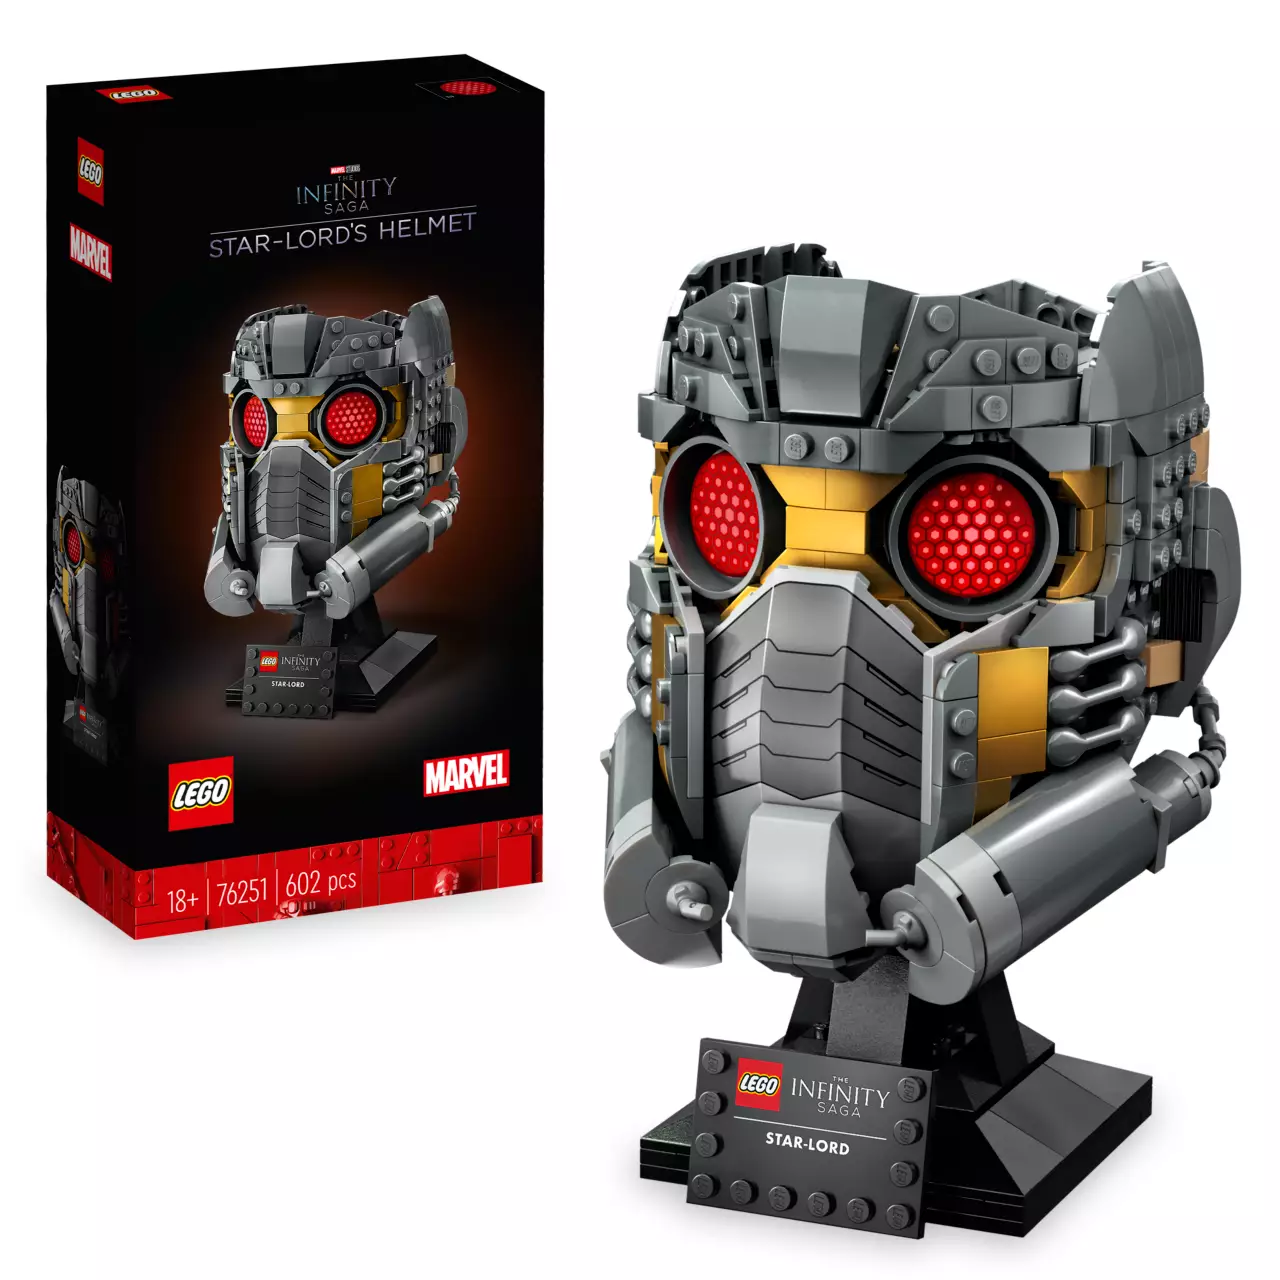 LEGO
LEGO
MARVEL
MARVEL STUDIOS
THE
INFINITY
SAGA
STAR-LORD'S HELMET
LEGO
THE
INFINITY
SAGA
STAR-LORD
LEGO
MARVEL
18+ 76251 602 pcs
LEGO
THE
INFINITY
SAGA
STAR-LORD